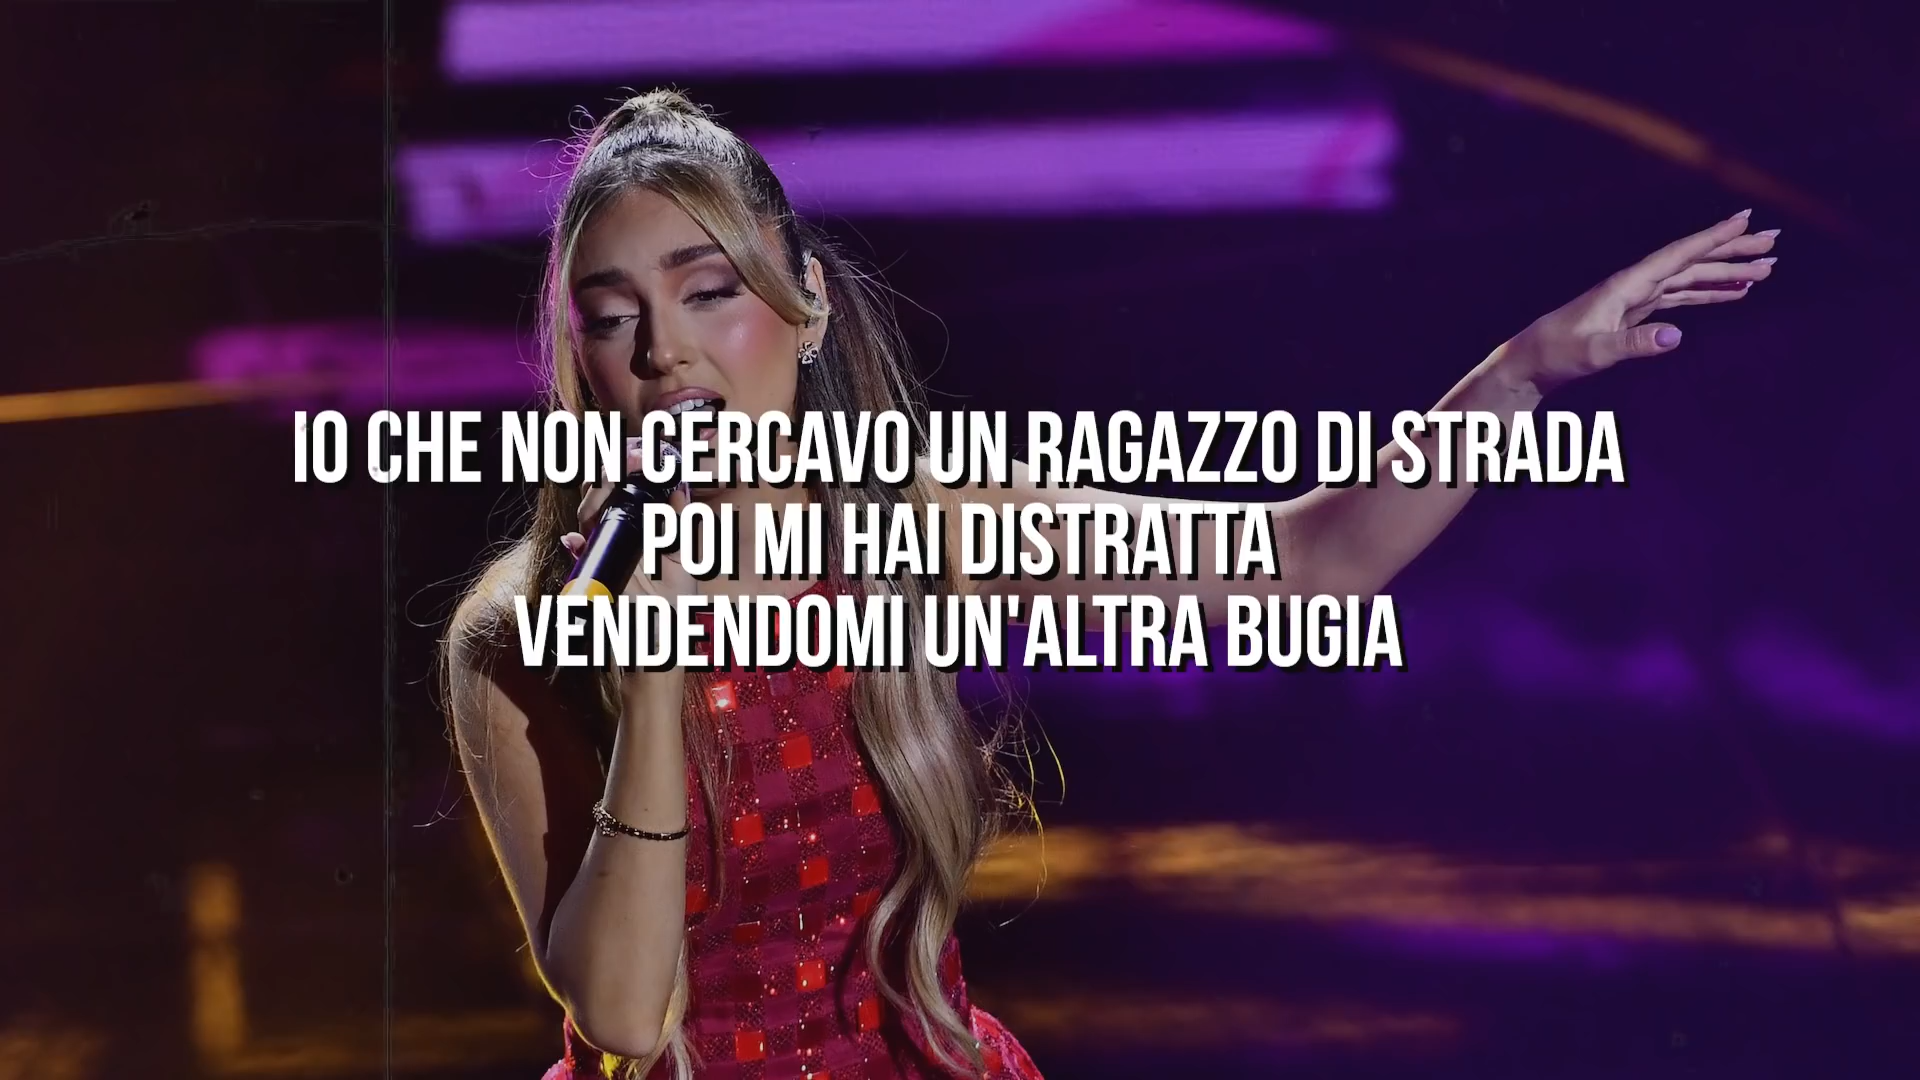 IO CHE NON CERCAVO UN RAGAZZO DI STRADA
POI MI HAI DISTRATTA
VENDENDOMI UN'ALTRA BUGIA